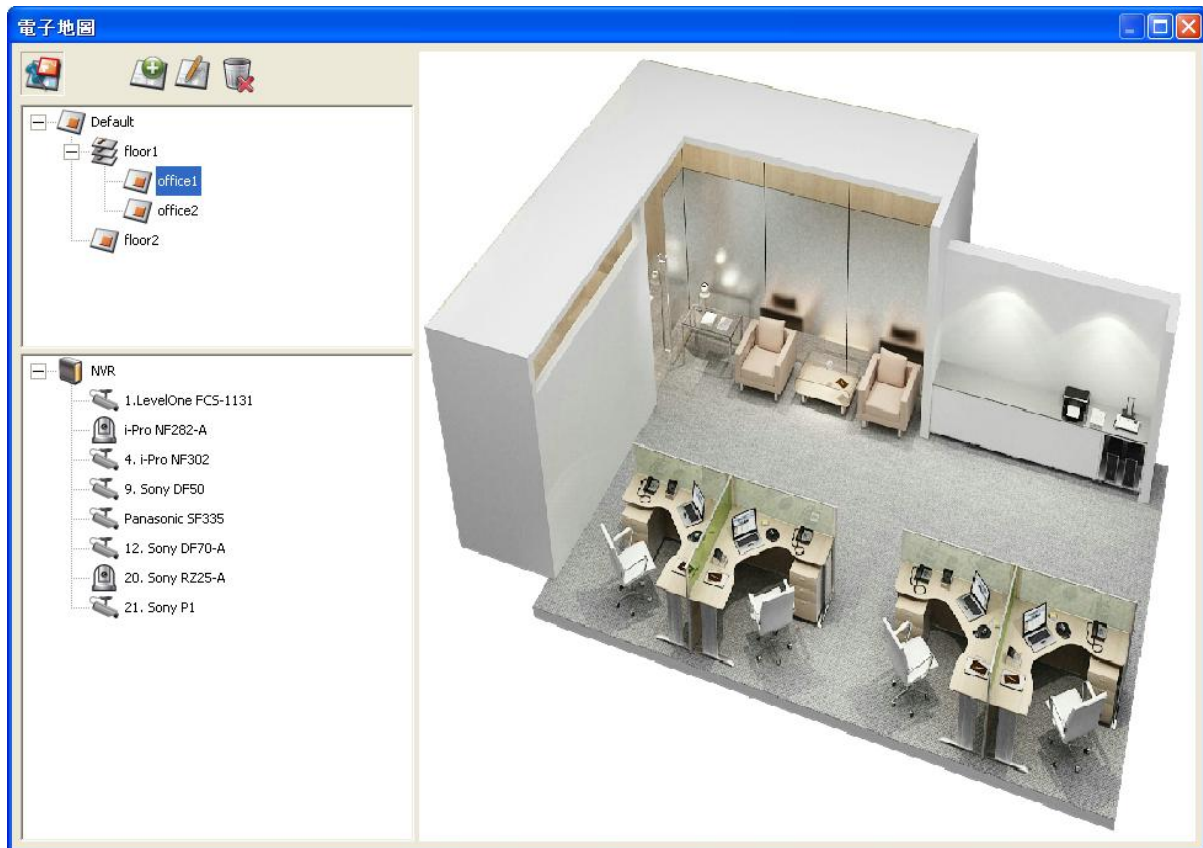 電子地圖
Default
floor1
office1
office2
floor2
NVR
1.LevelOne FCS-1131
i-Pro NF282-A
4. i-Pro NF302
9. Sony DF50
Panasonic SF335
12. Sony DF70-A
20. Sony RZ25-A
21. Sony P1